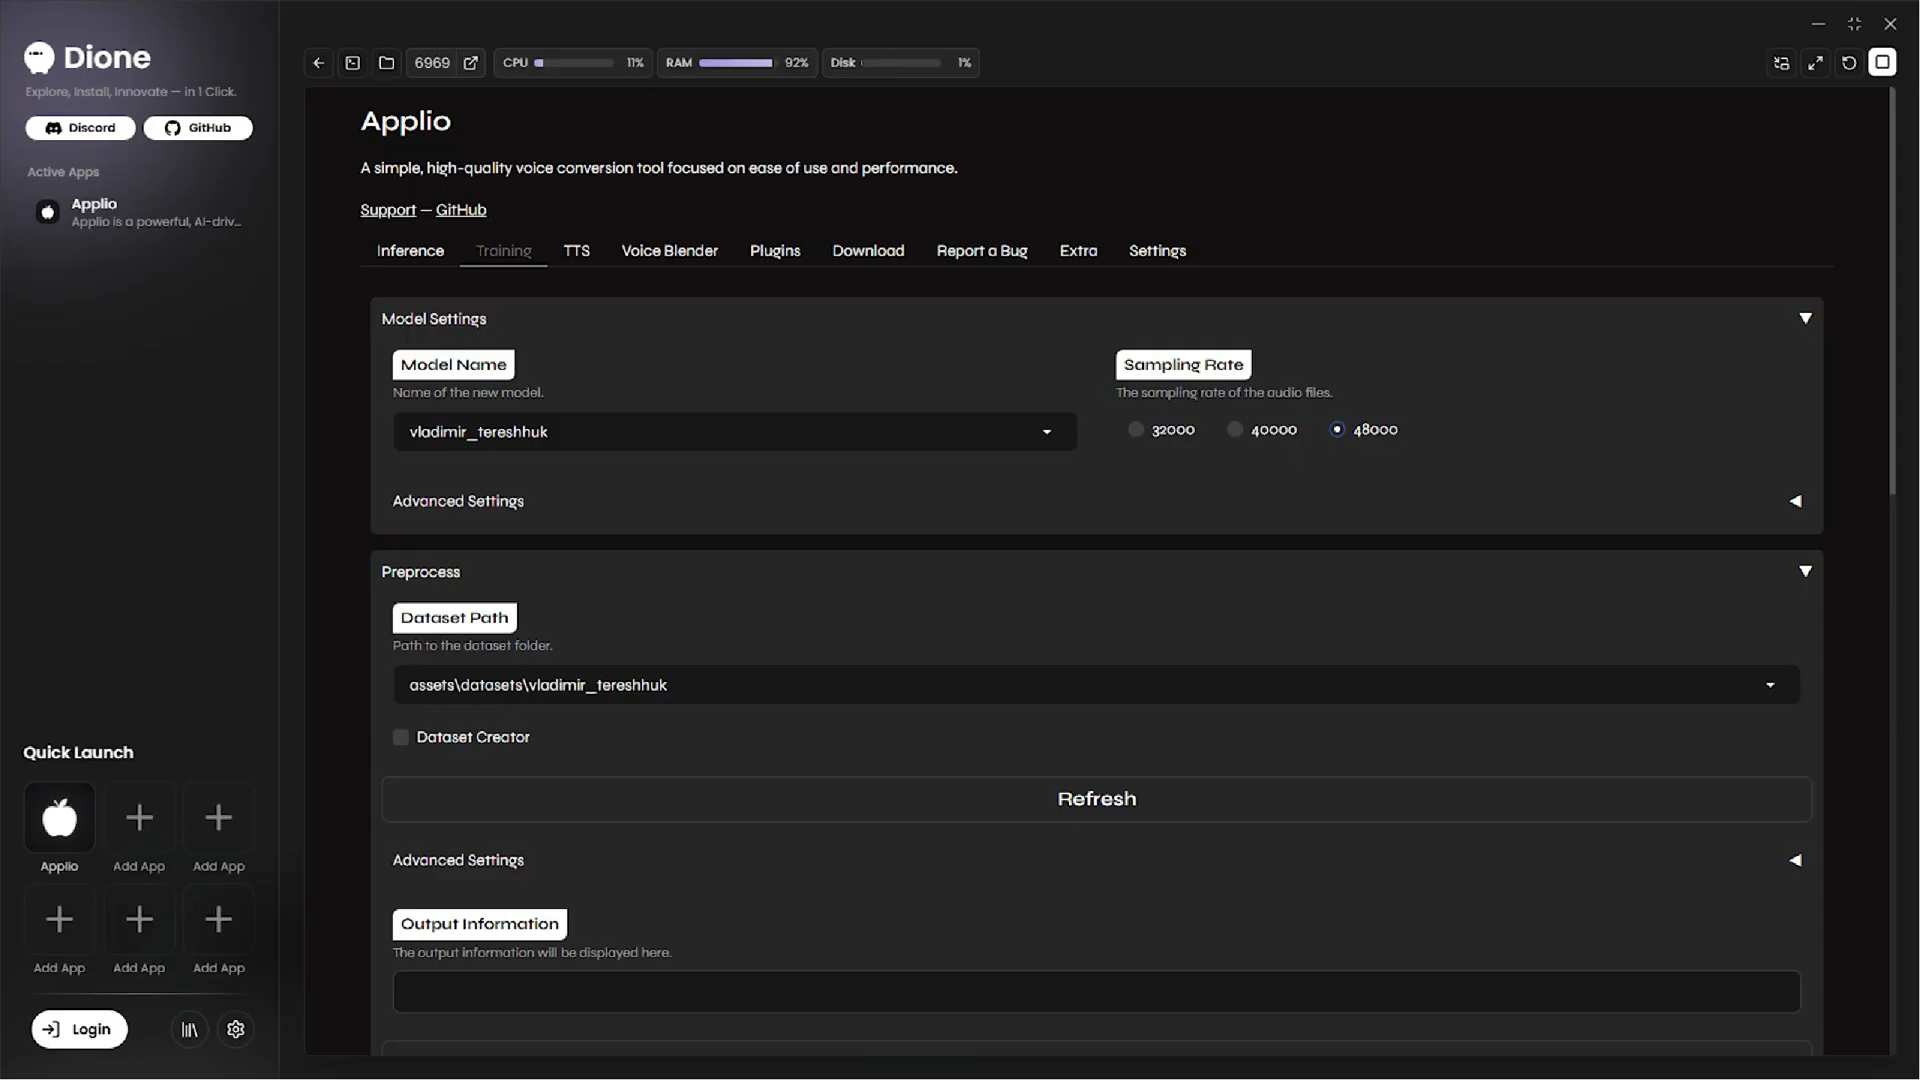 Dione
Explore, Install, Innovate — in 1 Click.
Discord
GitHub
Active Apps
Applio
Applio is a powerful, AI-driv...
Quick Launch
Applio
Add App
Add App
Add App
Add App
Add App
Login
6969
CPU 11%
RAM 92%
Disk 1%
Applio
A simple, high-quality voice conversion tool focused on ease of use and performance.
Support — GitHub
Inference Training TTS Voice Blender Plugins Download Report a Bug Extra Settings
Model Settings
Model Name
Name of the new model.
vladimir_tereshhuk
Sampling Rate
The sampling rate of the audio files.
32000 40000 48000
Advanced Settings
Preprocess
Dataset Path
Path to the dataset folder.
assets\datasets\vladimir_tereshhuk
Dataset Creator
Refresh
Advanced Settings
Output Information
The output information will be displayed here.